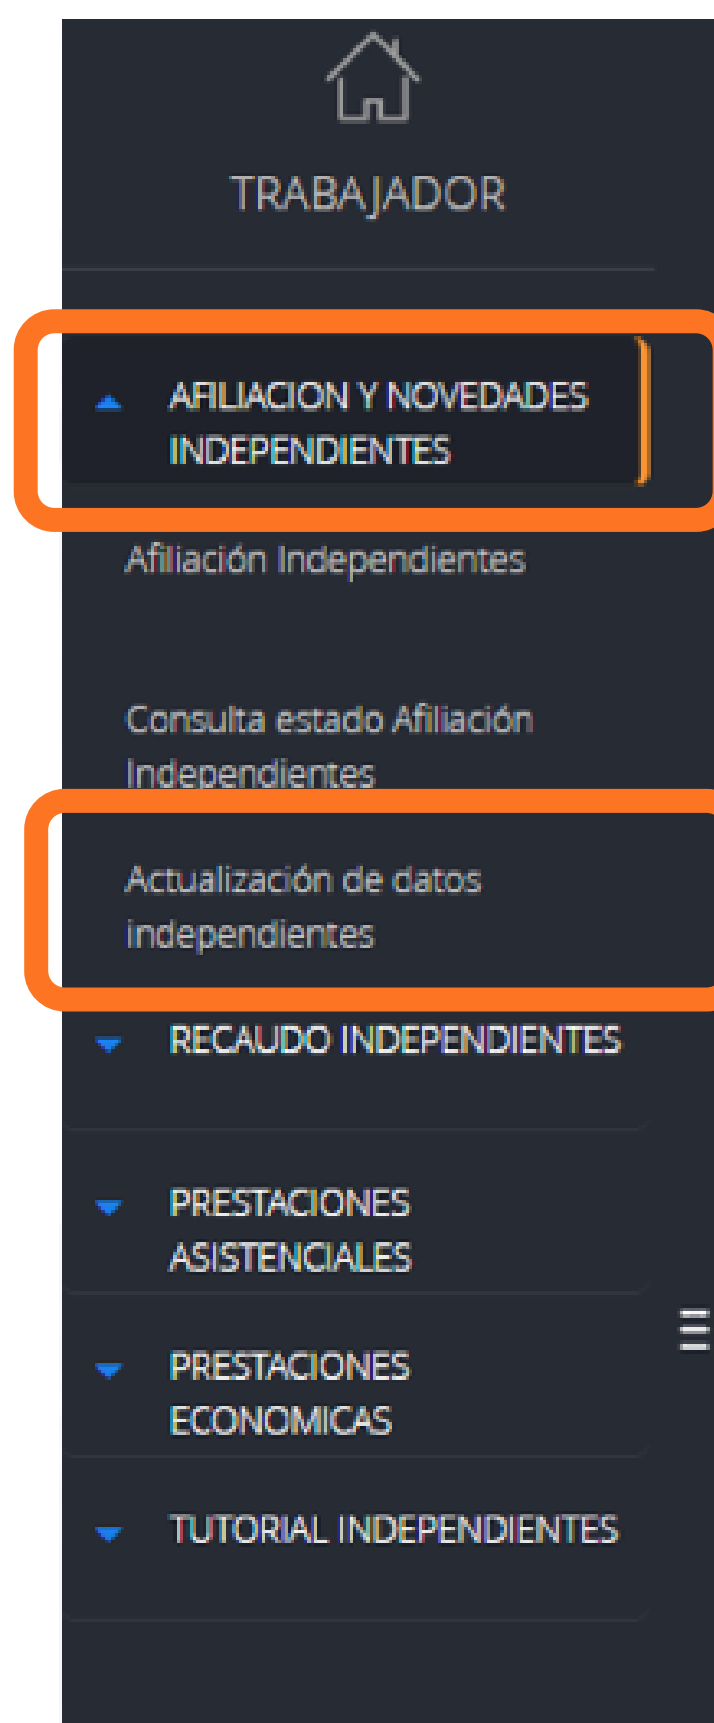 TRABAJADOR
AFILIACION Y NOVEDADES
INDEPENDIENTES
Afiliación Independientes
Consulta estado Afiliación
Independientes
Actualización de datos
independientes
RECAUDO INDEPENDIENTES
PRESTACIONES
ASISTENCIALES
PRESTACIONES
ECONOMICAS
TUTORIAL INDEPENDIENTES